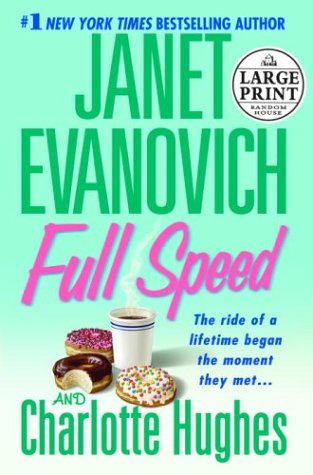 #1 NEW YORK TIMES BESTSELLING AUTHOR
JANET
EVANOVICH
LARGE
PRINT
RANDOM
HOUSE
Full Speed
The ride of a
lifetime began
the moment
they met...
AND
Charlotte Hughes